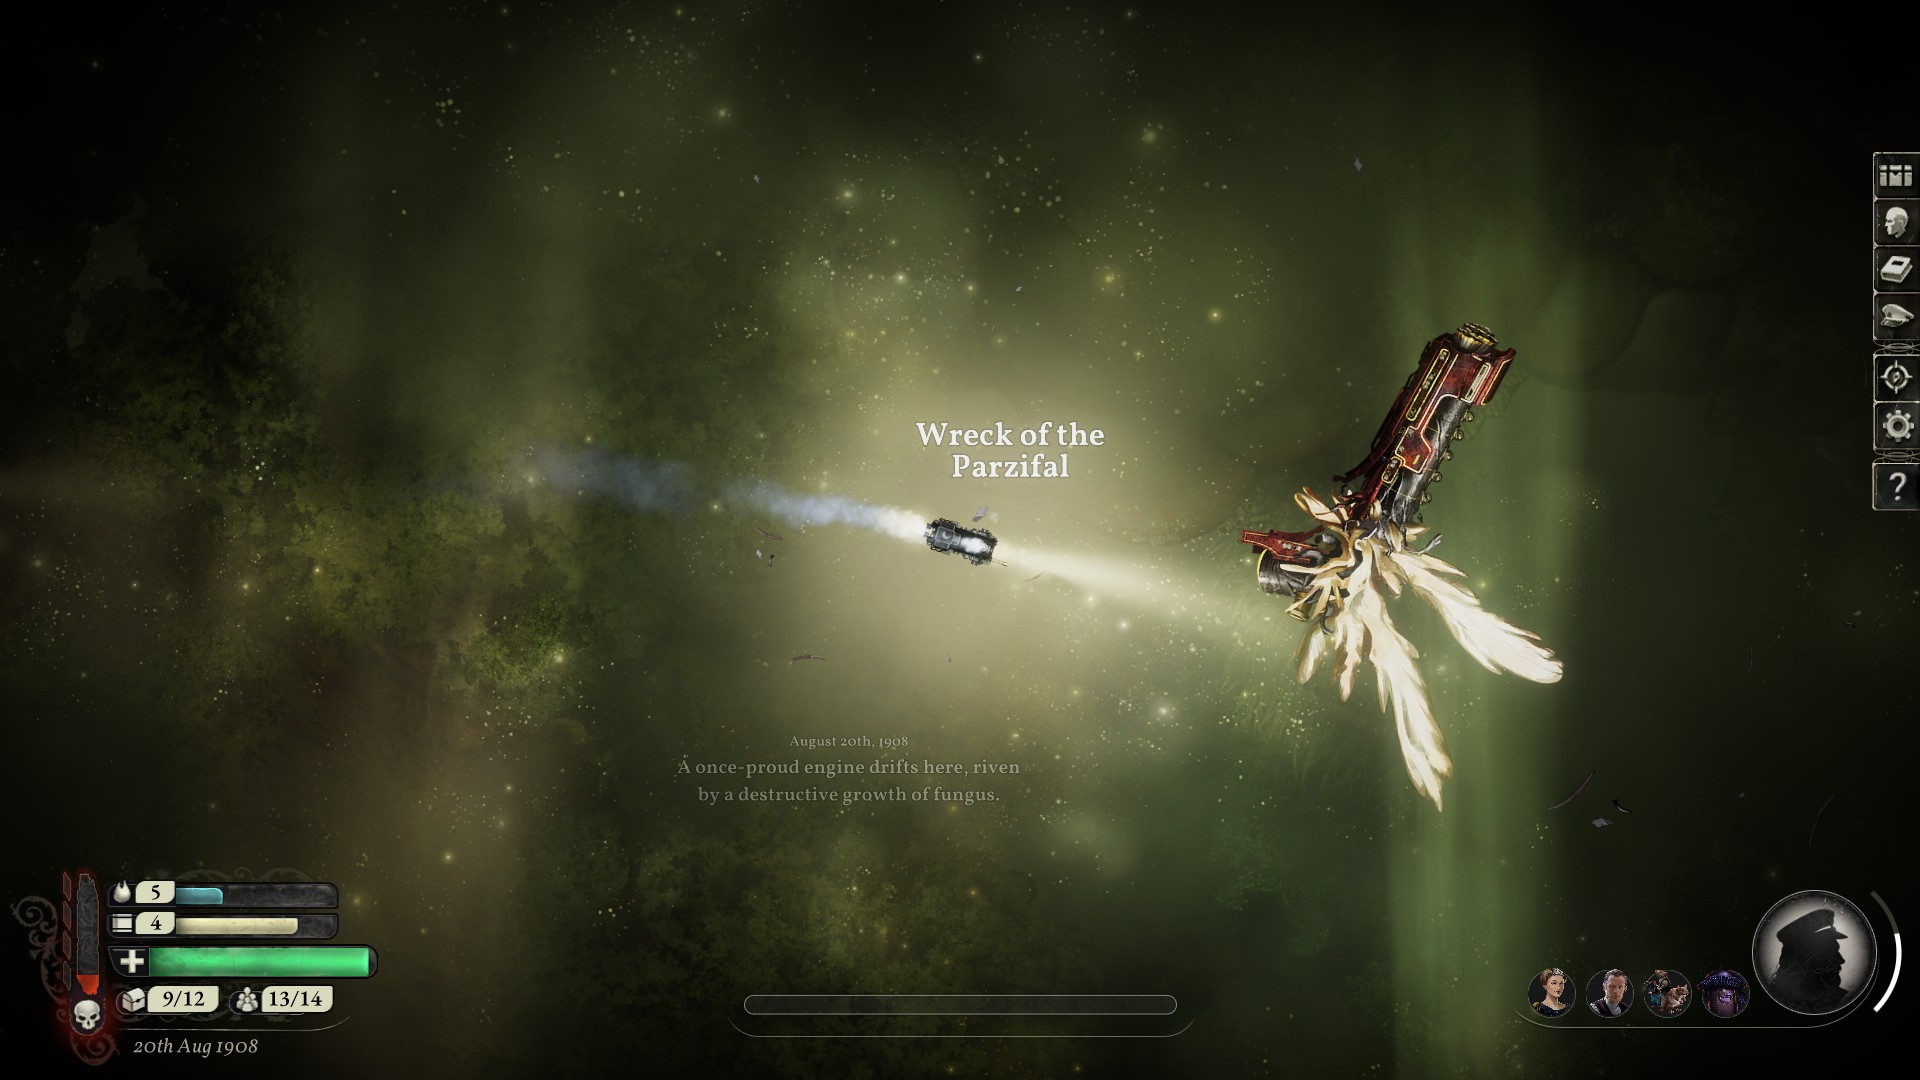 Wreck of the
Parzifal
August 20th, 1908
A once-proud engine drifts here, riven
by a destructive growth of fungus.
5
4
9/12
13/14
20th Aug 1908
?